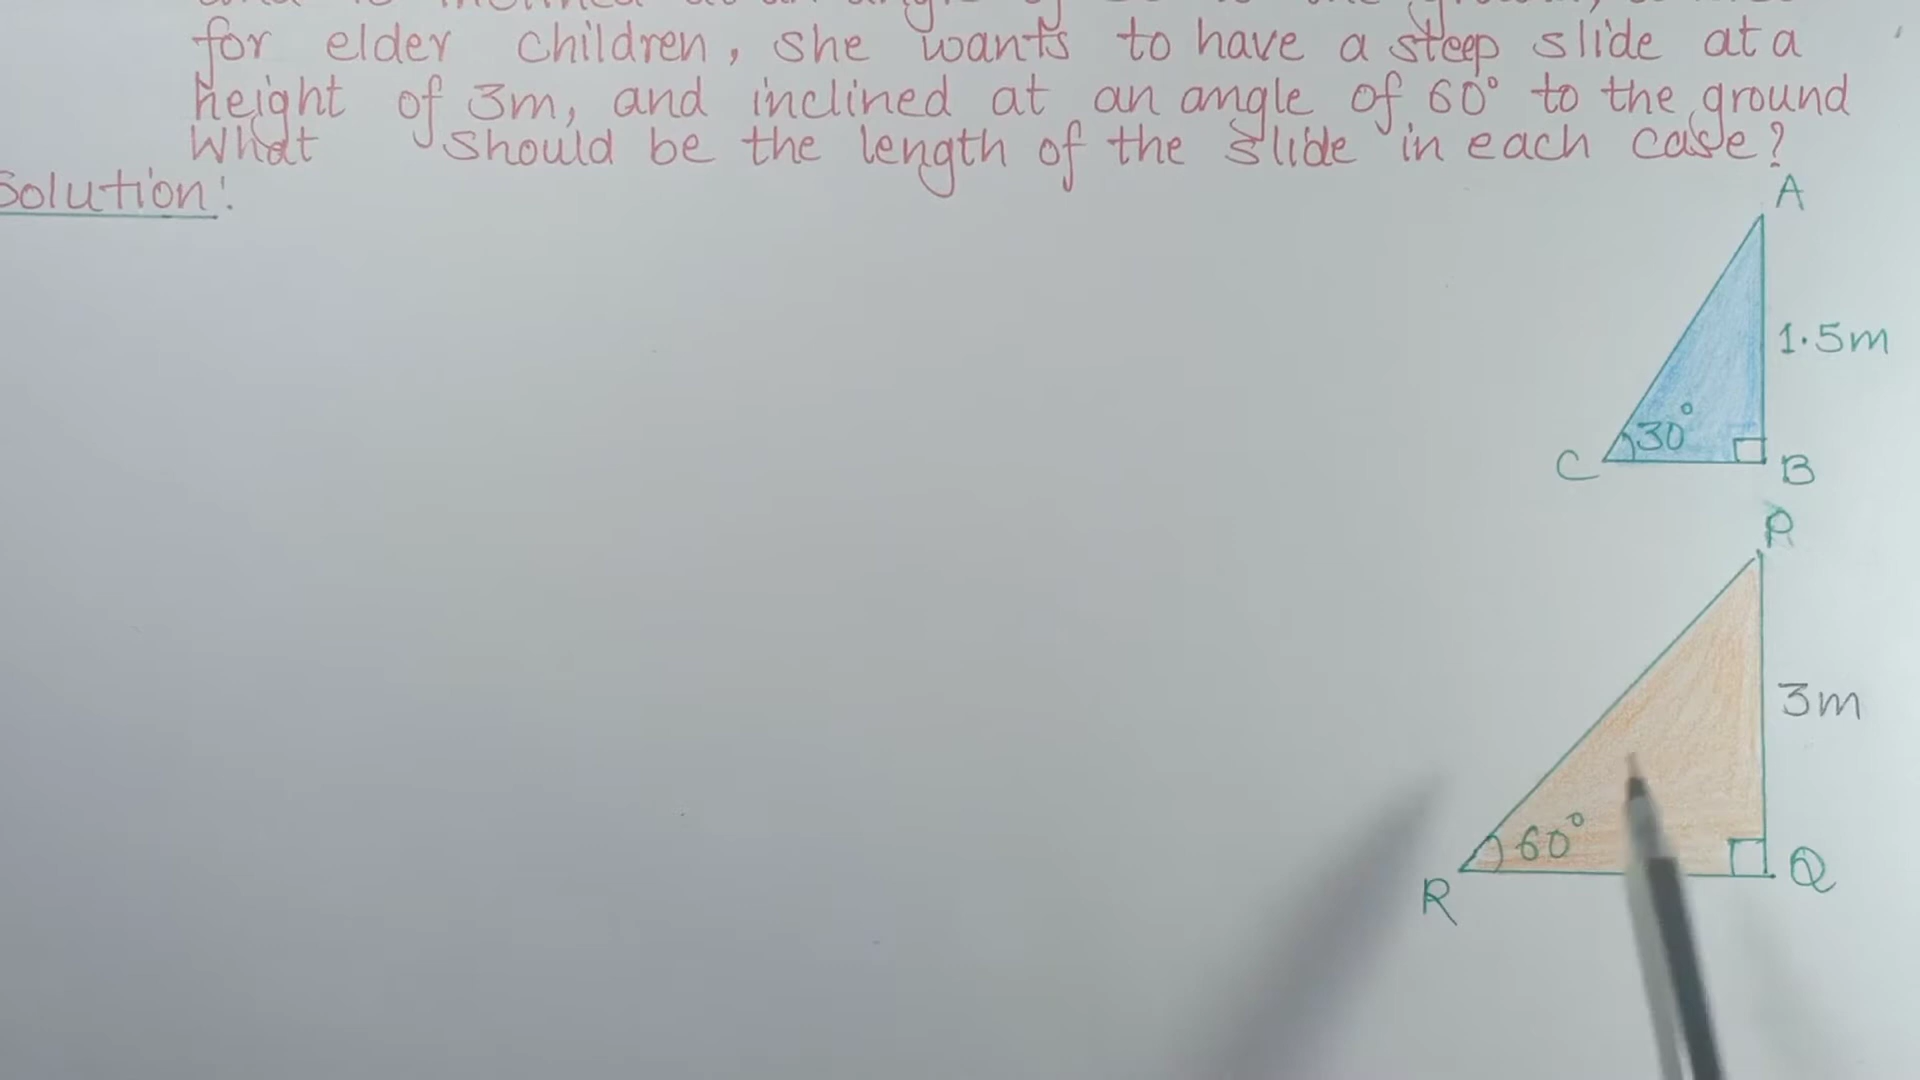 for elder children, she wants to have a steep slide at a
height of 3m, and inclined at an angle of 60° to the ground
What should be the length of the slide in each case?
Solution:
A
1.5m
30°
C
B
P
3m
60°
R
Q